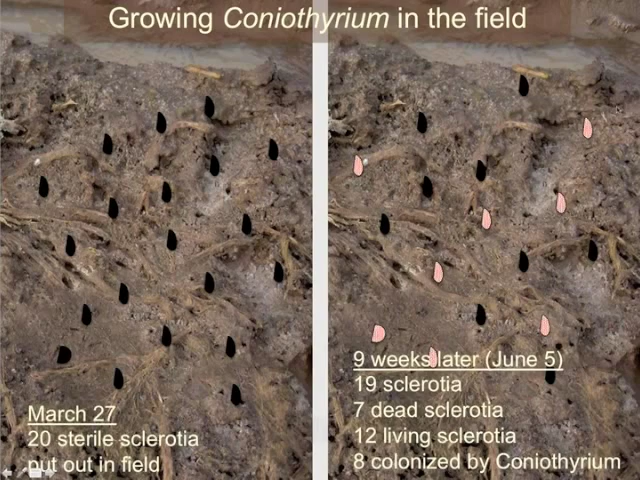 Growing Coniothyrium in the field
March 27
20 sterile sclerotia
put out in field
9 weeks later (June 5)
19 sclerotia
7 dead sclerotia
12 living sclerotia
8 colonized by Coniothyrium